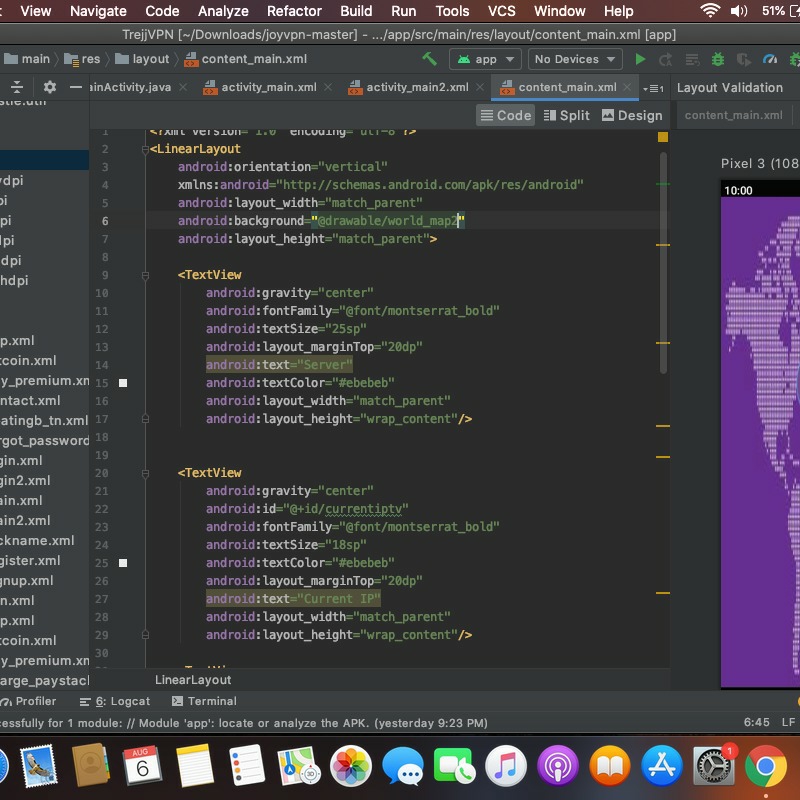 View Navigate Code Analyze Refactor Build Run Tools VCS Window Help 51%
TrejjVPN [~/Downloads/joyvpn-master] - .../app/src/main/res/layout/content_main.xml [app]
main res layout content_main.xml app No Devices
ainActivity.java activity_main.xml activity_main2.xml content_main.xml Layout Validation
Code Split Design content_main.xml
Pixel 3 (108
10:00
1 <?xml version="1.0" encoding="utf-8"?>
2 <LinearLayout
3 android:orientation="vertical"
4 xmlns:android="http://schemas.android.com/apk/res/android"
5 android:layout_width="match_parent"
6 android:background="@drawable/world_map2"
7 android:layout_height="match_parent">
8
9 <TextView
10 android:gravity="center"
11 android:fontFamily="@font/montserrat_bold"
12 android:textSize="25sp"
13 android:layout_marginTop="20dp"
14 android:text="Server"
15 android:textColor="#ebebeb"
16 android:layout_width="match_parent"
17 android:layout_height="wrap_content"/>
18
19
20 <TextView
21 android:gravity="center"
22 android:id="@+id/currentiptv"
23 android:fontFamily="@font/montserrat_bold"
24 android:textSize="18sp"
25 android:textColor="#ebebeb"
26 android:layout_marginTop="20dp"
27 android:text="Current IP"
28 android:layout_width="match_parent"
29 android:layout_height="wrap_content"/>
30
vdpi
pi
pi
dpi
dpi
hdpi
p.xml
tcoin.xml
y_premium.xm
ntact.xml
eatingb_tn.xml
rgot_password
gin.xml
gin2.xml
ain.xml
ain2.xml
ckname.xml
gister.xml
gnup.xml
n.xml
p.xml
tcoin.xml
y_premium.xm
arge_paystack
LinearLayout
Profiler 6: Logcat Terminal
cessfully for 1 module: // Module 'app': locate or analyze the APK. (yesterday 9:23 PM) 6:45 LF
AUG
6
3D
1